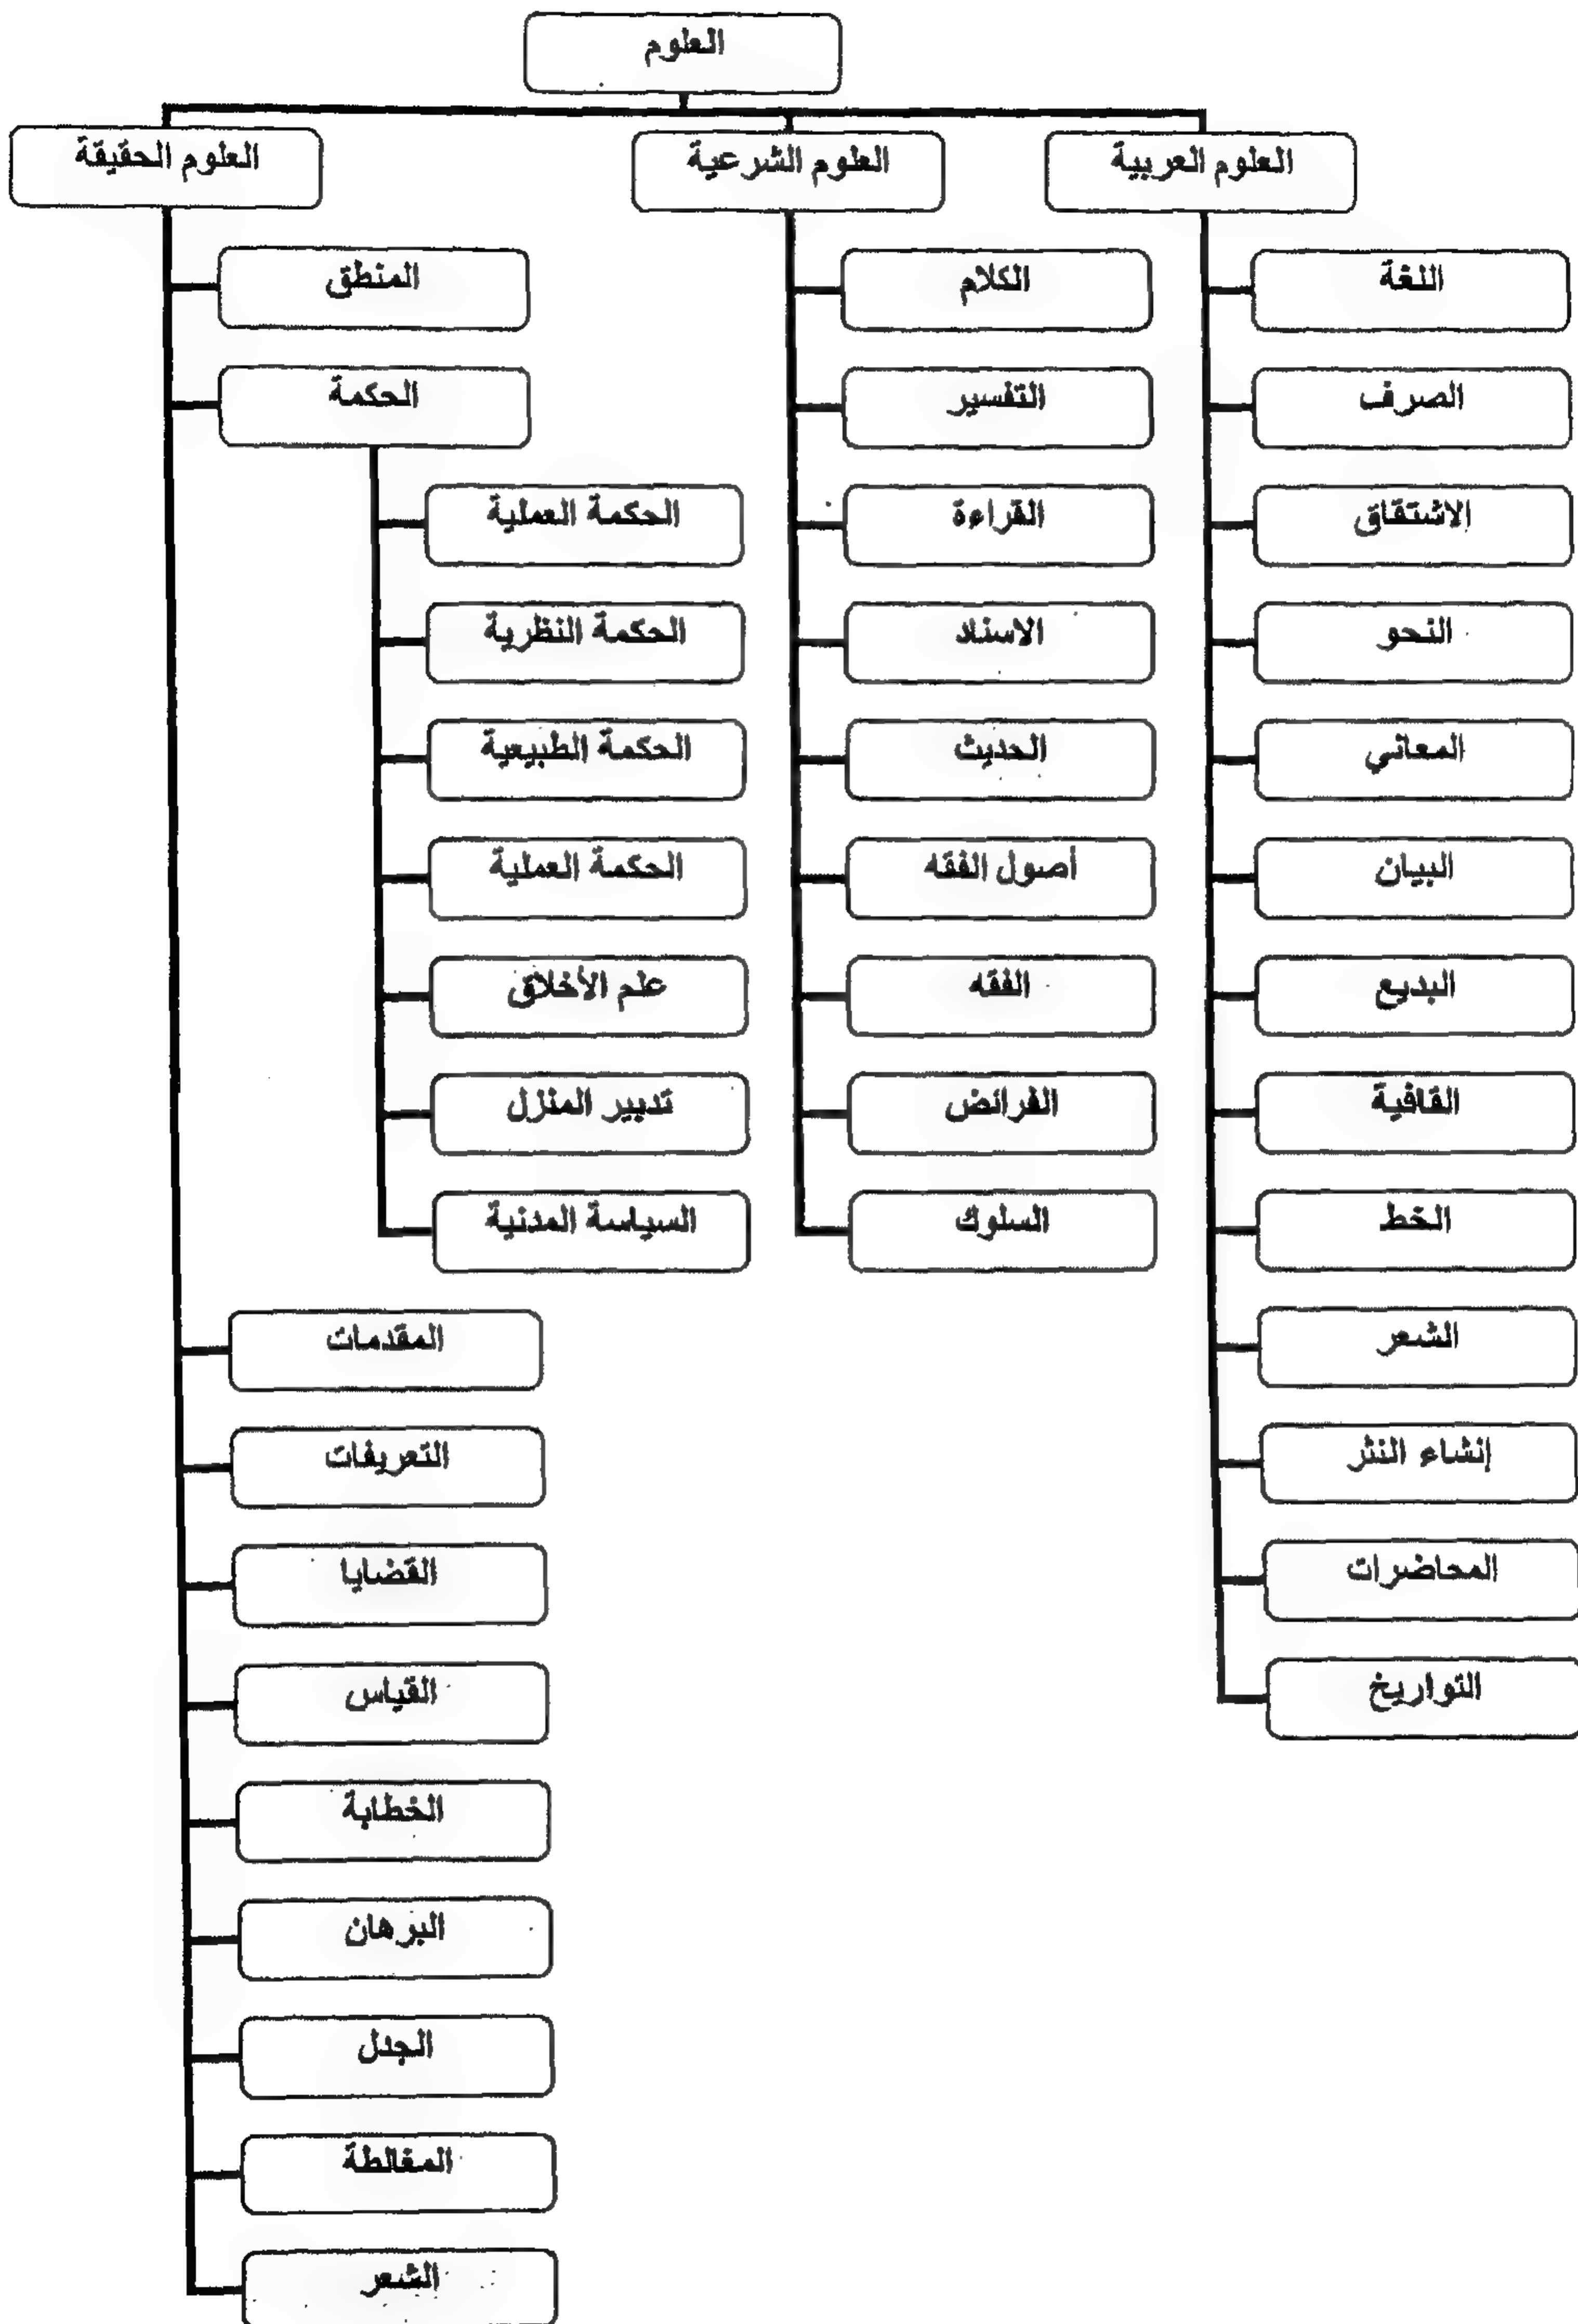 العلوم
العلوم العربية
اللغة
الصرف
الاشتقاق
النحو
المعاني
البيان
البديع
القافية
الخط
الشعر
إنشاء النثر
المحاضرات
التواريخ
العلوم الشرعية
الكلام
التفسير
القراءة
الاسناد
الحديث
أصول الفقه
الفقه
الفرائض
السلوك
العلوم الحقيقة
المنطق
الحكمة
الحكمة العملية
الحكمة النظرية
الحكمة الطبيعية
الحكمة العملية
علم الأخلاق
تدبير المنزل
السياسة المدنية
المقدمات
التعريفات
القضايا
القياس
الخطابة
البرهان
الجدل
المغالطة
الشعر